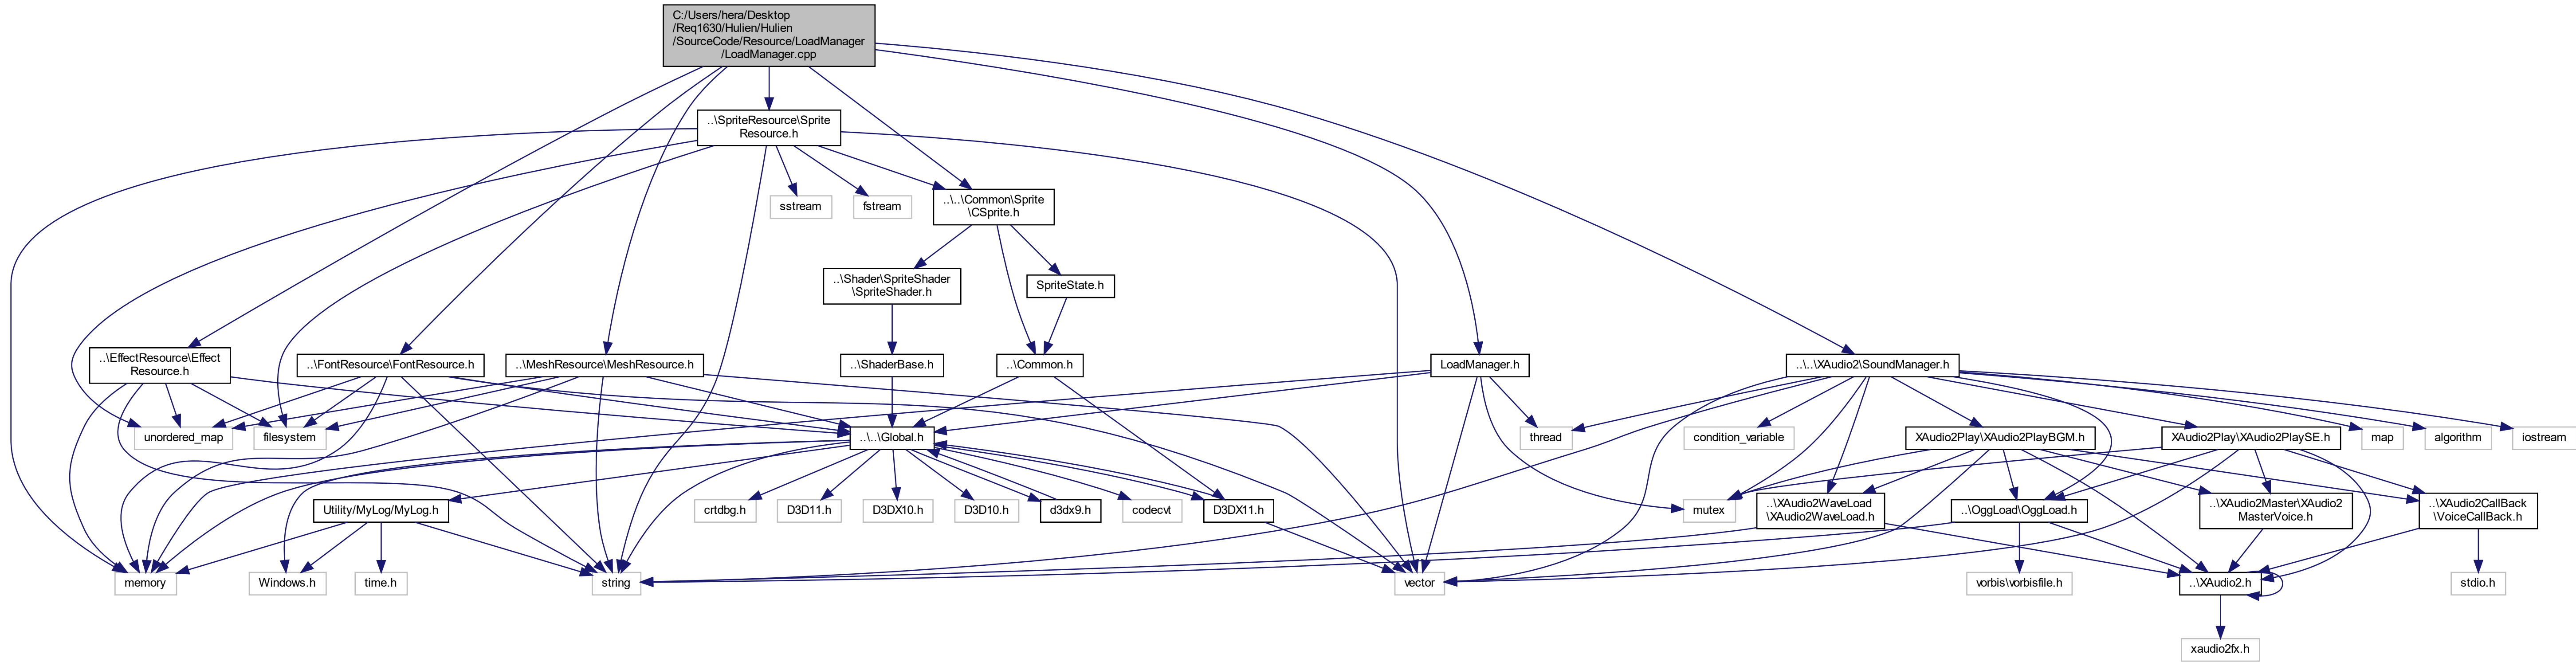 C:/Users/hera/Desktop
/Req1630/Hulien/Hulien
/SourceCode/Resource/LoadManager
/LoadManager.cpp
..\SpriteResource\Sprite
Resource.h
sstream
fstream
..\..\Common\Sprite
\CSprite.h
..\Shader\SpriteShader
\SpriteShader.h
SpriteState.h
..\EffectResource\Effect
Resource.h
..\FontResource\FontResource.h
..\MeshResource\MeshResource.h
..\ShaderBase.h
..\Common.h
LoadManager.h
..\..\XAudio2\SoundManager.h
unordered_map
filesystem
..\..\Global.h
thread
condition_variable
XAudio2Play\XAudio2PlayBGM.h
XAudio2Play\XAudio2PlaySE.h
map
algorithm
iostream
Utility/MyLog/MyLog.h
crtdbg.h
D3D11.h
D3DX10.h
D3D10.h
d3dx9.h
codecvt
D3DX11.h
mutex
..\XAudio2WaveLoad
\XAudio2WaveLoad.h
..\OggLoad\OggLoad.h
..\XAudio2Master\XAudio2
MasterVoice.h
..\XAudio2CallBack
\VoiceCallBack.h
memory
Windows.h
time.h
string
vector
vorbis\vorbisfile.h
..\XAudio2.h
stdio.h
xaudio2fx.h